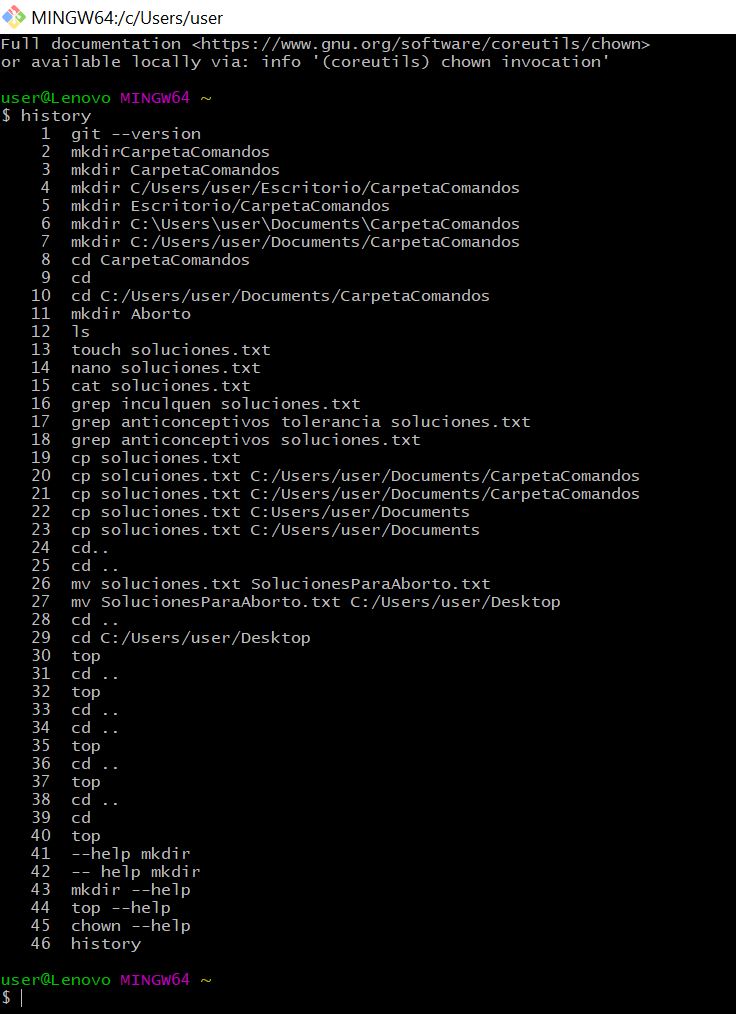 MINGW64:/c/Users/user
Full documentation <https://www.gnu.org/software/coreutils/chown>
or available locally via: info '(coreutils) chown invocation'
user@Lenovo MINGW64 ~
$ history
1 git --version
2 mkdirCarpetaComandos
3 mkdir CarpetaComandos
4 mkdir C/Users/user/Escritorio/CarpetaComandos
5 mkdir Escritorio/CarpetaComandos
6 mkdir C:\Users\user\Documents\CarpetaComandos
7 mkdir C:/Users/user/Documents/CarpetaComandos
8 cd CarpetaComandos
9 cd
10 cd C:/Users/user/Documents/CarpetaComandos
11 mkdir Aborto
12 ls
13 touch soluciones.txt
14 nano soluciones.txt
15 cat soluciones.txt
16 grep inculquen soluciones.txt
17 grep anticonceptivos tolerancia soluciones.txt
18 grep anticonceptivos soluciones.txt
19 cp soluciones.txt
20 cp solcuiones.txt C:/Users/user/Documents/CarpetaComandos
21 cp soluciones.txt C:/Users/user/Documents/CarpetaComandos
22 cp soluciones.txt C:Users/user/Documents
23 cp soluciones.txt C:/Users/user/Documents
24 cd..
25 cd ..
26 mv soluciones.txt SolucionesParaAborto.txt
27 mv SolucionesParaAborto.txt C:/Users/user/Desktop
28 cd ..
29 cd C:/Users/user/Desktop
30 top
31 cd ..
32 top
33 cd ..
34 cd ..
35 top
36 cd ..
37 top
38 cd ..
39 cd
40 top
41 --help mkdir
42 -- help mkdir
43 mkdir --help
44 top --help
45 chown --help
46 history
user@Lenovo MINGW64 ~
$